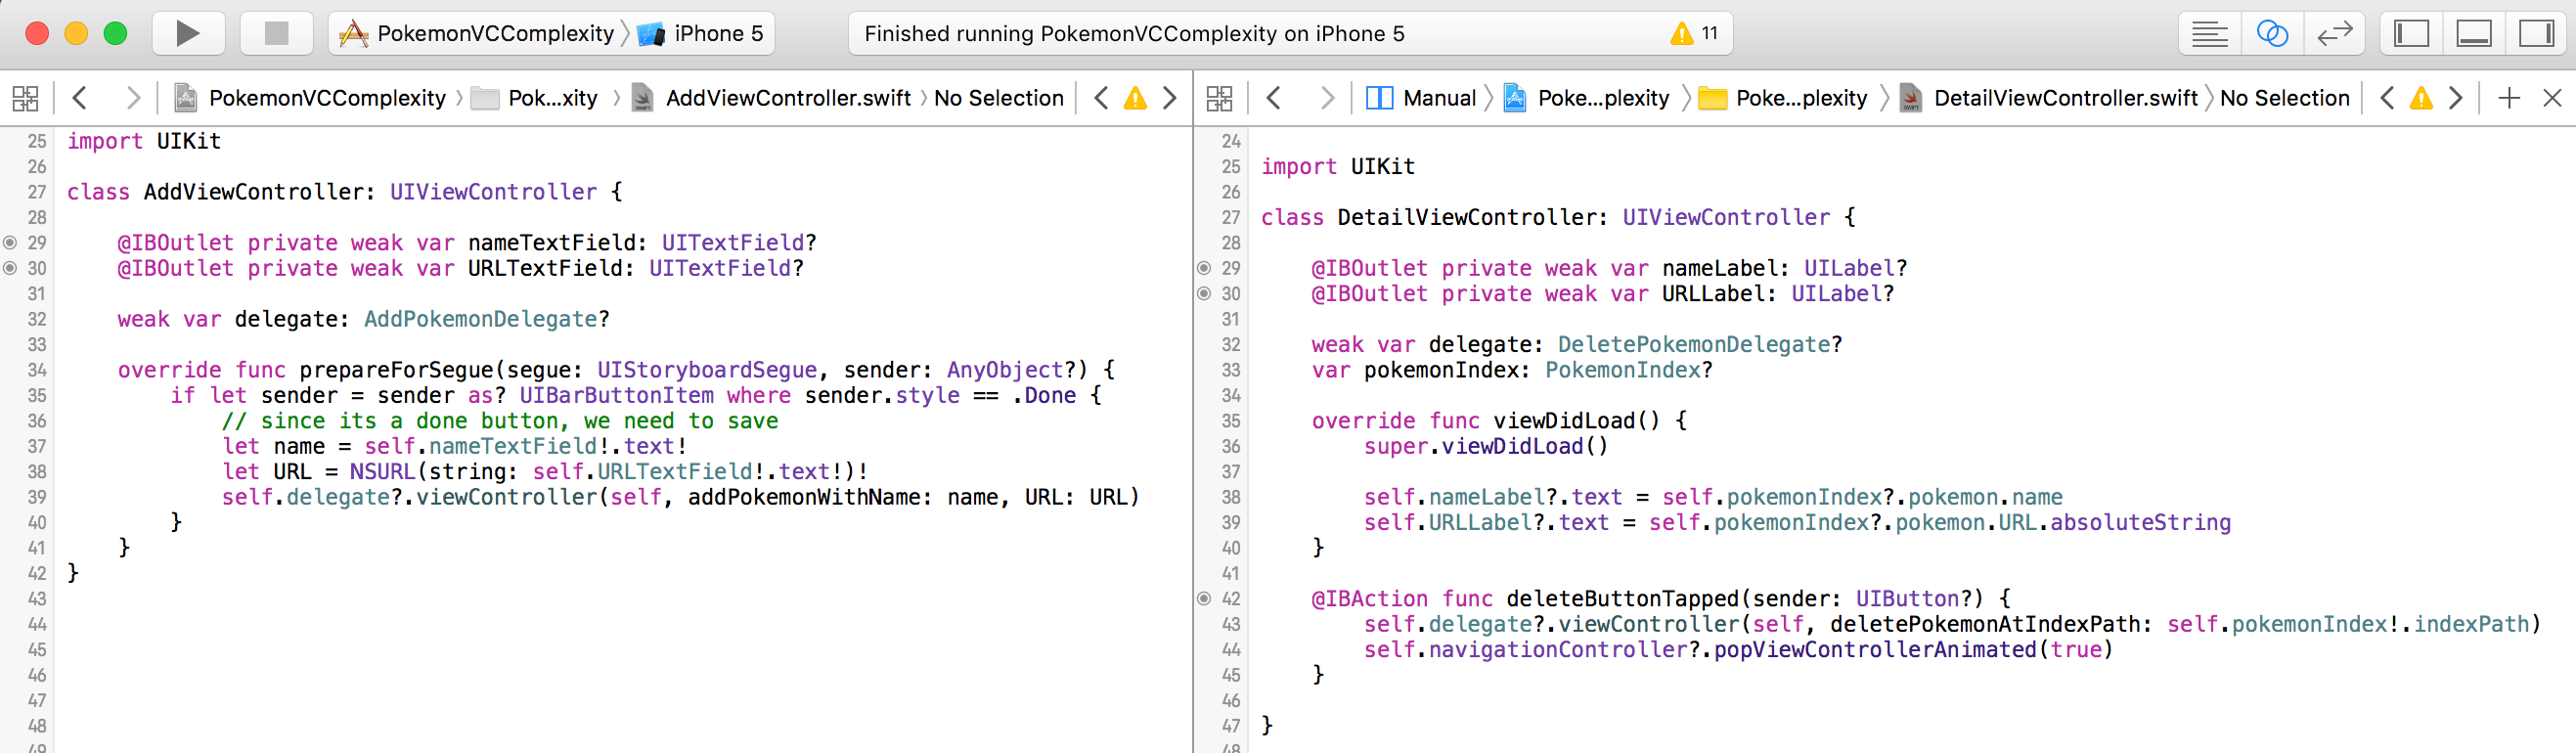 PokemonVCComplexity iPhone 5
Finished running PokemonVCComplexity on iPhone 5
11
PokemonVCComplexity Pok...xity AddViewController.swift No Selection
25 import UIKit
26
27 class AddViewController: UIViewController {
28
29 @IBOutlet private weak var nameTextField: UITextField?
30 @IBOutlet private weak var URLTextField: UITextField?
31
32 weak var delegate: AddPokemonDelegate?
33
34 override func prepareForSegue(segue: UIStoryboardSegue, sender: AnyObject?) {
35 if let sender = sender as? UIBarButtonItem where sender.style == .Done {
36 // since its a done button, we need to save
37 let name = self.nameTextField!.text!
38 let URL = NSURL(string: self.URLTextField!.text!)!
39 self.delegate?.viewController(self, addPokemonWithName: name, URL: URL)
40 }
41 }
42 }
43
44
45
46
47
48
49
Manual Poke...plexity Poke...plexity DetailViewController.swift No Selection
24
25 import UIKit
26
27 class DetailViewController: UIViewController {
28
29 @IBOutlet private weak var nameLabel: UILabel?
30 @IBOutlet private weak var URLLabel: UILabel?
31
32 weak var delegate: DeletePokemonDelegate?
33 var pokemonIndex: PokemonIndex?
34
35 override func viewDidLoad() {
36 super.viewDidLoad()
37
38 self.nameLabel?.text = self.pokemonIndex?.pokemon.name
39 self.URLLabel?.text = self.pokemonIndex?.pokemon.URL.absoluteString
40 }
41
42 @IBAction func deleteButtonTapped(sender: UIButton?) {
43 self.delegate?.viewController(self, deletePokemonAtIndexPath: self.pokemonIndex!.indexPath)
44 self.navigationController?.popViewControllerAnimated(true)
45 }
46
47 }
48